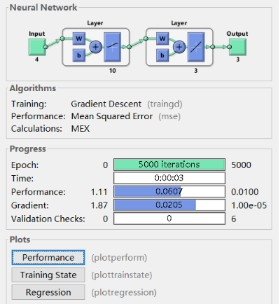 Neural Network
Layer Layer
Input Output
W W
b b
4 10 3 3
Algorithms
Training: Gradient Descent (traingd)
Performance: Mean Squared Error (mse)
Calculations: MEX
Progress
Epoch: 0 5000 iterations 5000
Time: 0:00:03
Performance: 1.11 0.0607 0.0100
Gradient: 1.87 0.0205 1.00e-05
Validation Checks: 0 0 6
Plots
Performance (plotperform)
Training State (plottrainstate)
Regression (plotregression)